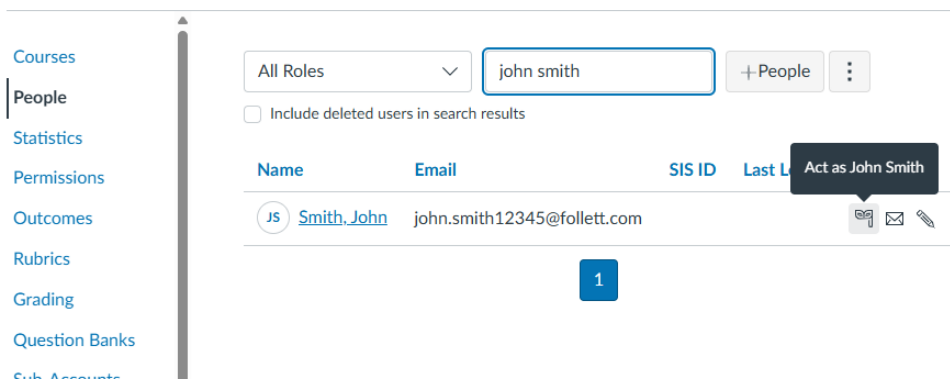 Courses
People
Statistics
Permissions
Outcomes
Rubrics
Grading
Question Banks
All Roles
john smith
+People
Include deleted users in search results
Name Email SIS ID Last
Act as John Smith
JS Smith, John john.smith12345@follett.com
1